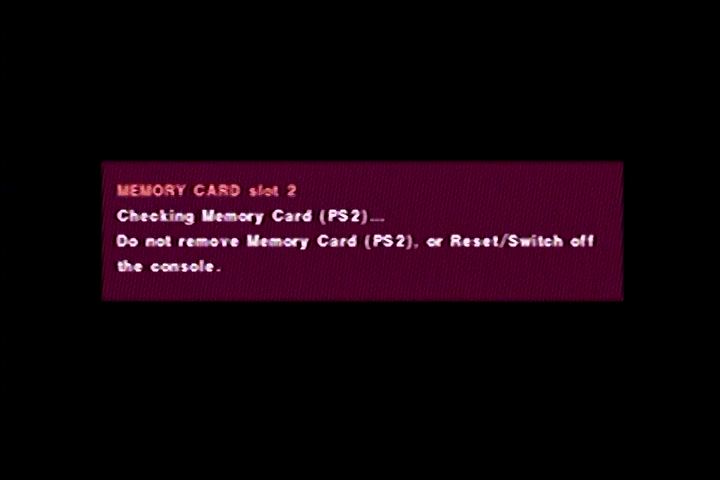 MEMORY CARD slot 2
Checking Memory Card (PS2)...
Do not remove Memory Card (PS2), or Reset/Switch off
the console.